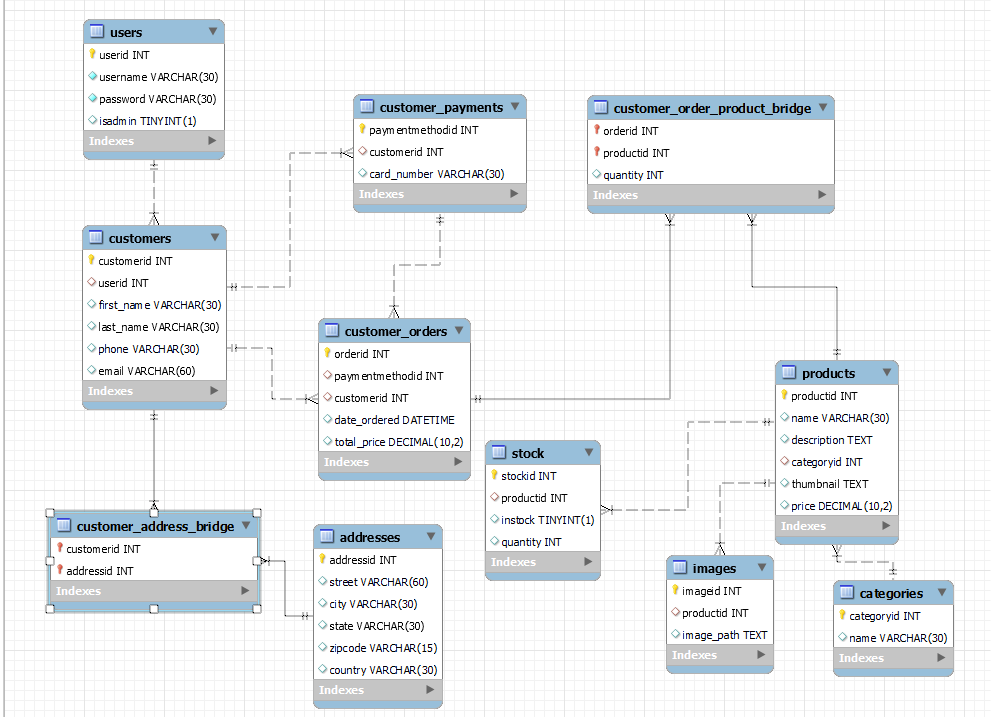 users
userid INT
username VARCHAR(30)
password VARCHAR(30)
isadmin TINYINT(1)
Indexes
customer_payments
paymentmethodid INT
customerid INT
card_number VARCHAR(30)
Indexes
customer_order_product_bridge
orderid INT
productid INT
quantity INT
Indexes
customers
customerid INT
userid INT
first_name VARCHAR(30)
last_name VARCHAR(30)
phone VARCHAR(30)
email VARCHAR(60)
Indexes
customer_orders
orderid INT
paymentmethodid INT
customerid INT
date_ordered DATETIME
total_price DECIMAL(10,2)
Indexes
products
productid INT
name VARCHAR(30)
description TEXT
categoryid INT
thumbnail TEXT
price DECIMAL(10,2)
Indexes
stock
stockid INT
productid INT
instock TINYINT(1)
quantity INT
Indexes
customer_address_bridge
customerid INT
addressid INT
Indexes
addresses
addressid INT
street VARCHAR(60)
city VARCHAR(30)
state VARCHAR(30)
zipcode VARCHAR(15)
country VARCHAR(30)
Indexes
images
imageid INT
productid INT
image_path TEXT
Indexes
categories
categoryid INT
name VARCHAR(30)
Indexes